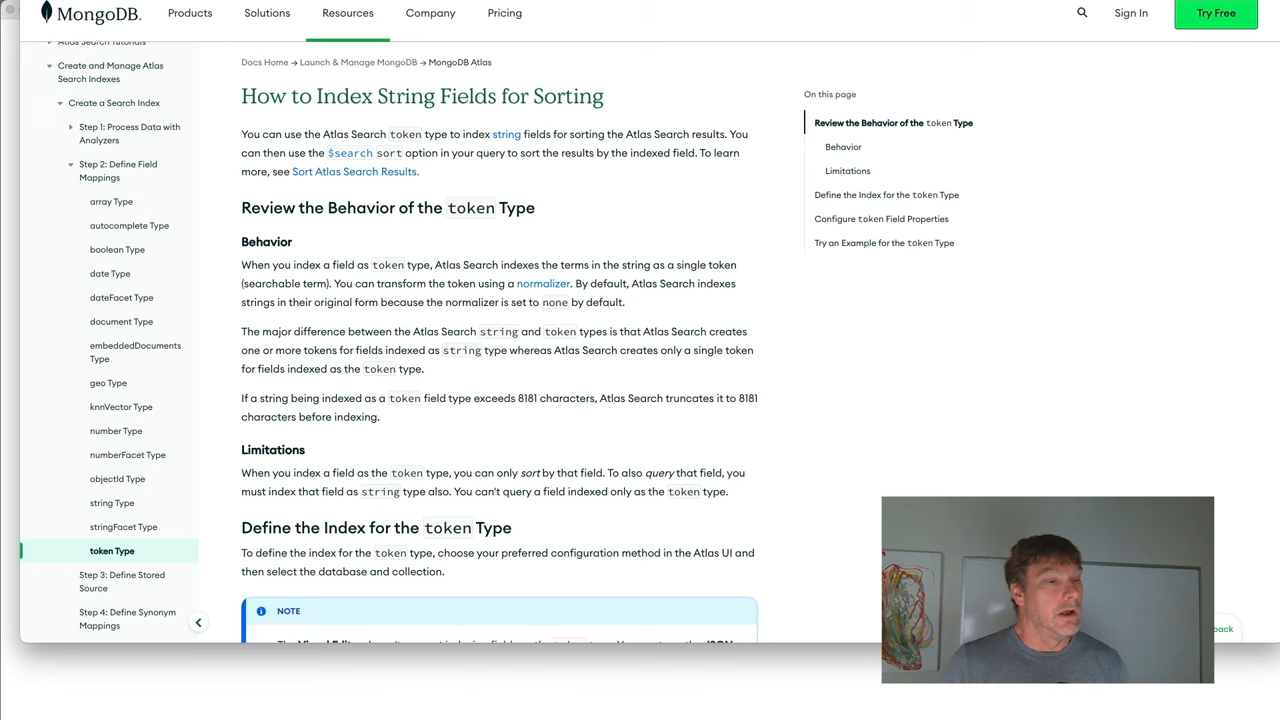 MongoDB.
Products
Solutions
Resources
Company
Pricing
Sign In
Try Free
Atlas Search Tutorials
Create and Manage Atlas
Search Indexes
Create a Search Index
Step 1: Process Data with
Analyzers
Step 2: Define Field
Mappings
array Type
autocomplete Type
boolean Type
date Type
dateFacet Type
document Type
embeddedDocuments
Type
geo Type
knnVector Type
number Type
numberFacet Type
objectId Type
string Type
stringFacet Type
token Type
Step 3: Define Stored
Source
Step 4: Define Synonym
Mappings
Docs Home → Launch & Manage MongoDB → MongoDB Atlas
How to Index String Fields for Sorting
You can use the Atlas Search token type to index string fields for sorting the Atlas Search results. You
can then use the $search sort option in your query to sort the results by the indexed field. To learn
more, see Sort Atlas Search Results.
Review the Behavior of the token Type
Behavior
When you index a field as token type, Atlas Search indexes the terms in the string as a single token
(searchable term). You can transform the token using a normalizer. By default, Atlas Search indexes
strings in their original form because the normalizer is set to none by default.
The major difference between the Atlas Search string and token types is that Atlas Search creates
one or more tokens for fields indexed as string type whereas Atlas Search creates only a single token
for fields indexed as the token type.
If a string being indexed as a token field type exceeds 8181 characters, Atlas Search truncates it to 8181
characters before indexing.
Limitations
When you index a field as the token type, you can only sort by that field. To also query that field, you
must index that field as string type also. You can't query a field indexed only as the token type.
Define the Index for the token Type
To define the index for the token type, choose your preferred configuration method in the Atlas UI and
then select the database and collection.
NOTE
On this page
Review the Behavior of the token Type
Behavior
Limitations
Define the Index for the token Type
Configure token Field Properties
Try an Example for the token Type